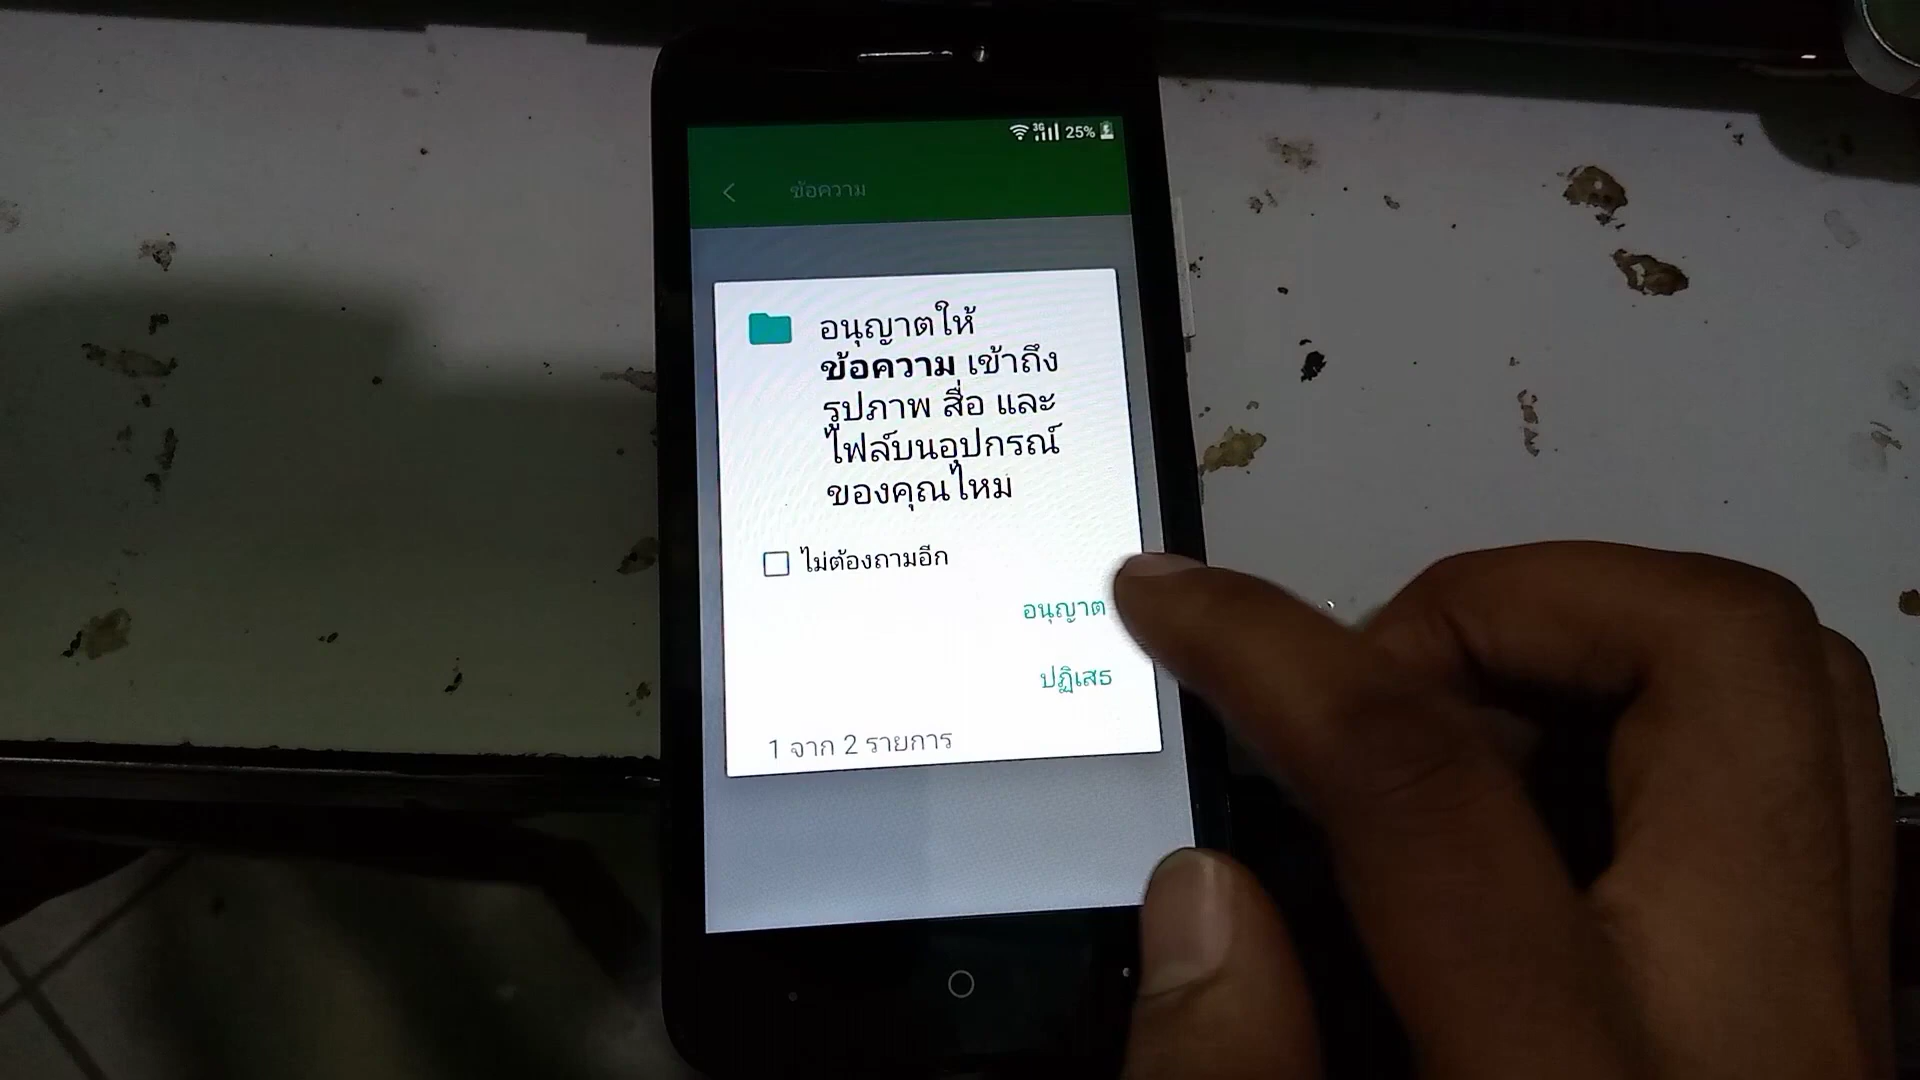 3G 25%
ข้อความ
อนุญาตให้
ข้อความ เข้าถึง
รูปภาพ สื่อ และ
ไฟล์บนอุปกรณ์
ของคุณไหม
ไม่ต้องถามอีก
อนุญาต
ปฏิเสธ
1 จาก 2 รายการ